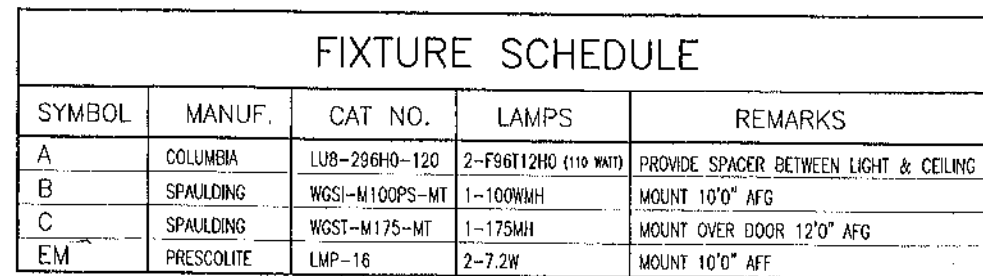 FIXTURE SCHEDULE
SYMBOL MANUF. CAT NO. LAMPS REMARKS
A COLUMBIA LU8-296HO-120 2-F96T12HO (110 WATT) PROVIDE SPACER BETWEEN LIGHT & CEILING
B SPAULDING WGSI-M100PS-MT 1-100WMH MOUNT 10'0" AFG
C SPAULDING WGST-M175-MT 1-175MH MOUNT OVER DOOR 12'0" AFG
EM PRESCOLITE LMP-16 2-7.2W MOUNT 10'0" AFF